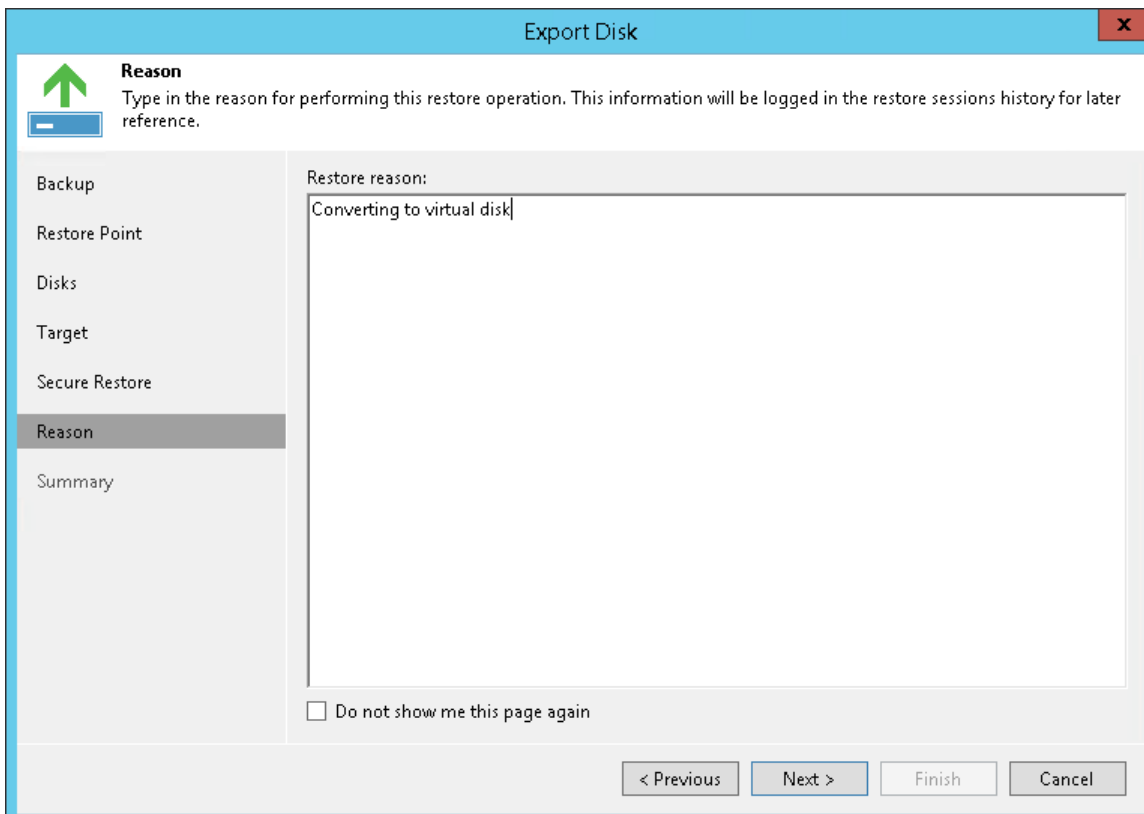 Export Disk
x
Reason
Type in the reason for performing this restore operation. This information will be logged in the restore sessions history for later
reference.
Backup
Restore Point
Disks
Target
Secure Restore
Reason
Summary
Restore reason:
Converting to virtual disk
Do not show me this page again
< Previous
Next >
Finish
Cancel